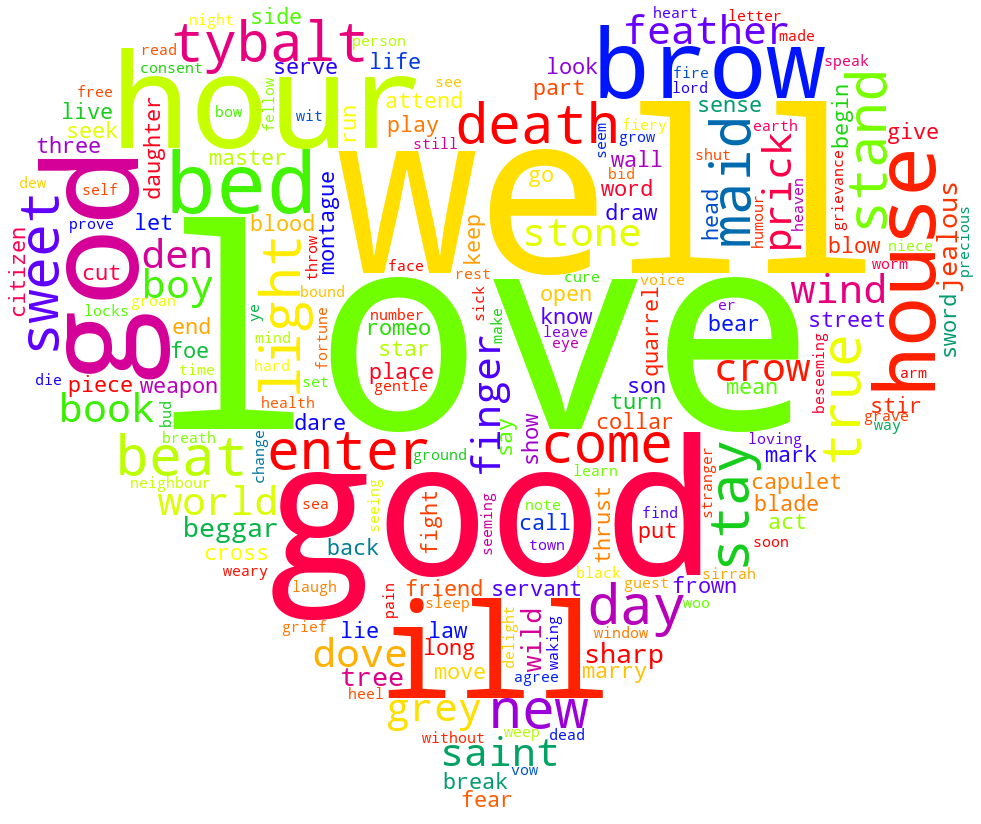 night
side
heart
letter
tybalt
feather
made
person
brow
read
consent
serve
life
look
fire
speak
hour
see
lord
free
fellow
part
sense
stand
begin
live
bow
wit
run
attend
death
well
fiery
earth
give
three
daughter
play
seem
grow
maid
seek
master
still
wall
shut
prick
grievance
house
dew
self
bed
go
bid
word
heaven
good
god
sweet
prove
let
montague
keep
draw
head
humour
jealous
precious
citizen
cut
den
blood
stone
blow
niece
light
throw
face
rest
cure
voice
worm
boy
bound
open
wind
groan
locks
ye
love
number
sick
make
know
quarrel
er
street
sword
end
mind
fortune
romeo
leave
bear
time
star
eye
foe
hard
place
crow
beseeming
true
arm
die
piece
weapon
set
gentle
finger
son
mean
book
bud
health
turn
stir
grave
dare
collar
way
beat
breath
change
enter
ground
say
show
come
loving
mark
neighbour
learn
stranger
stay
capulet
world
sea
seeing
fight
note
find
thrust
blade
beggar
seeming
call
put
act
cross
back
town
soon
weary
black
sirrah
laugh
friend
servant
guest
frown
pain
sleep
day
woo
grief
lie
law
delight
wild
waking
window
dove
long
ill
sharp
tree
move
agree
marry
heel
grey
new
without
weep
dead
saint
break
vow
fear